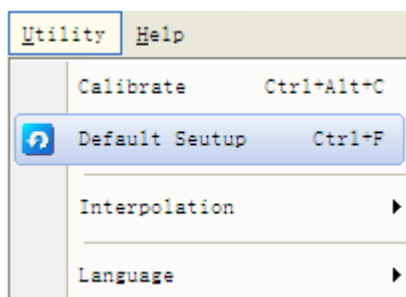 Utility Help
Calibrate Ctrl+Alt+C
Default Seutup Ctrl+F
Interpolation
Language